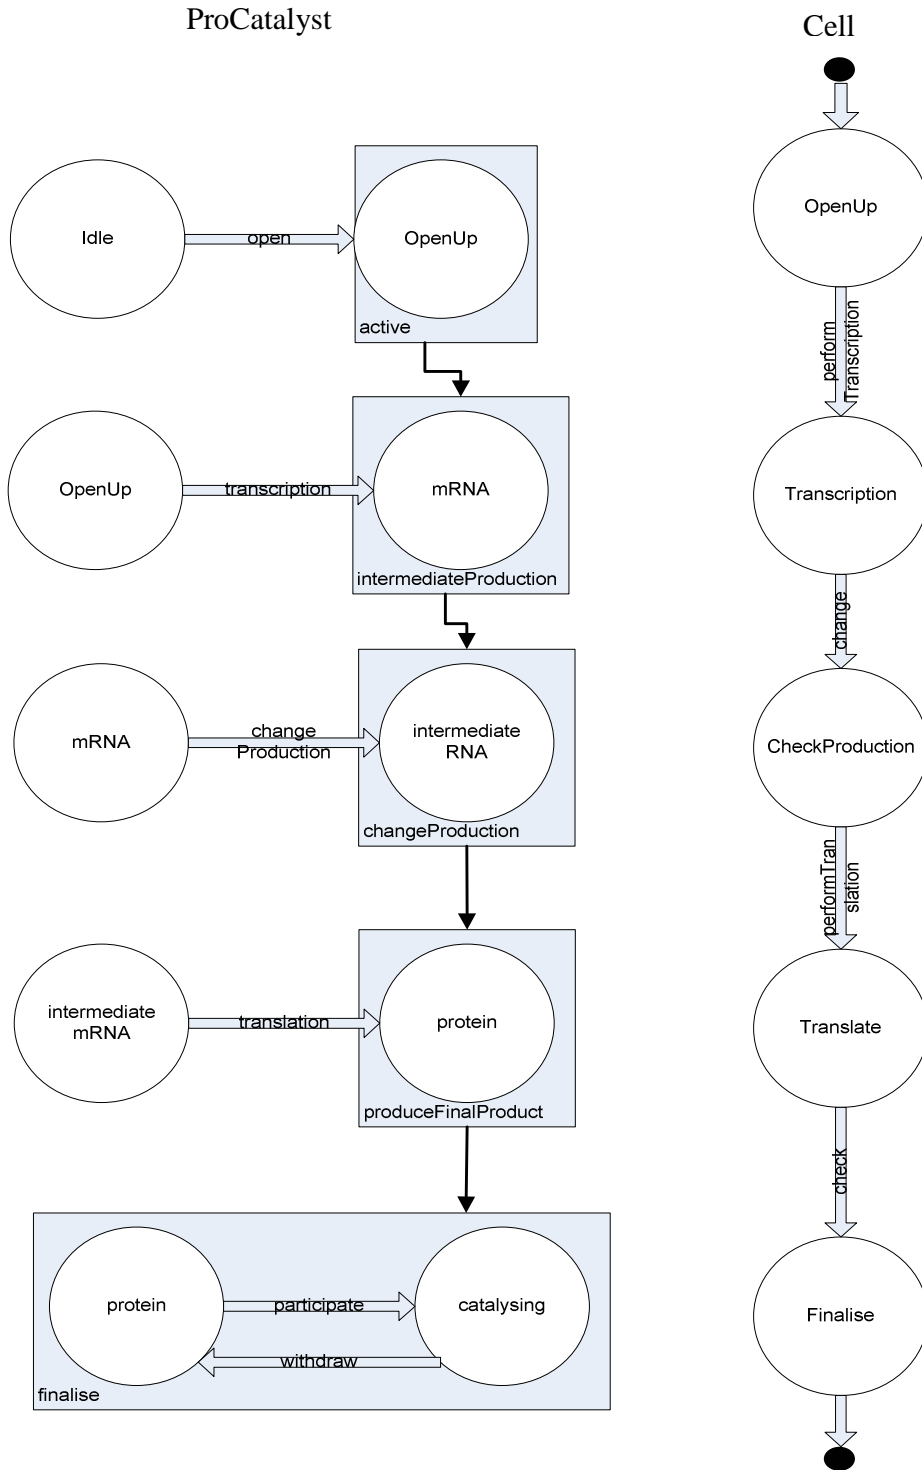 ProCatalyst
Cell
Idle
open
OpenUp
active
OpenUp
transcription
mRNA
intermediateProduction
mRNA
change
Production
intermediate
RNA
changeProduction
intermediate
mRNA
translation
protein
produceFinalProduct
protein
participate
catalysing
withdraw
finalise
OpenUp
perform
Transcription
Transcription
change
CheckProduction
performTran
slation
Translate
check
Finalise